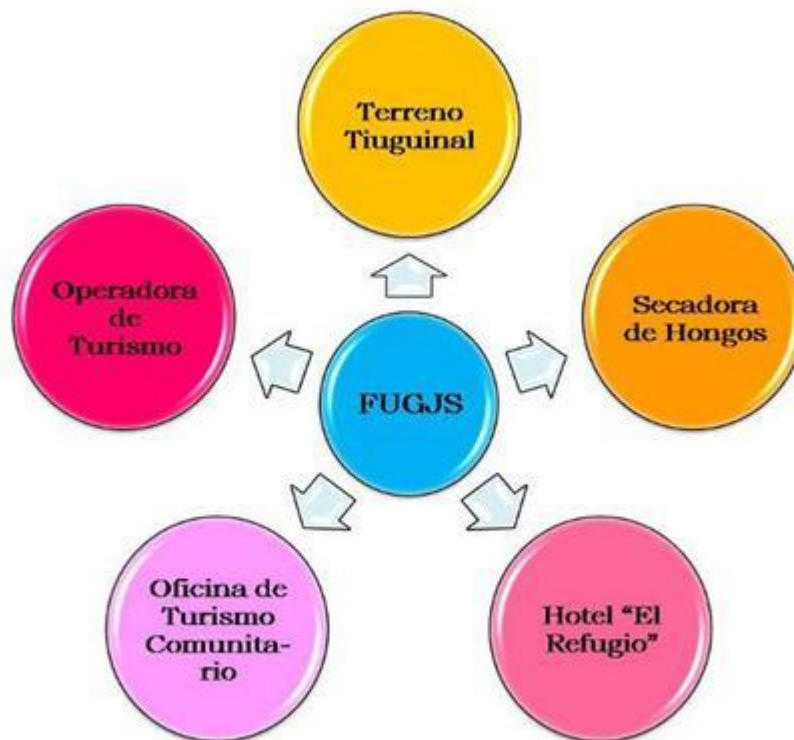 Terreno
Tiuguinal
Operadora
de
Turismo
Secadora
de Hongos
FUGJS
Oficina de
Turismo
Comunita-
rio
Hotel “El
Refugio”